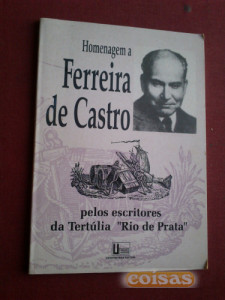 Homenagem a
Ferreira
de Castro
pelos escritores
da Tertúlia "Rio de Prata"
coisas